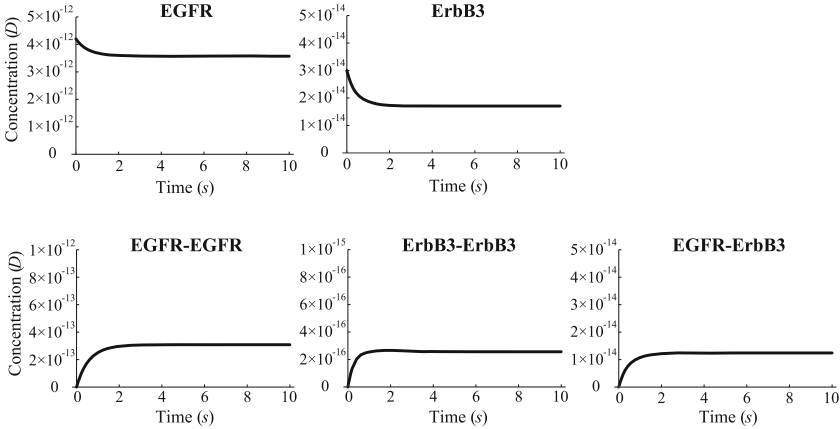 EGFR
ErbB3
Concentration (D)
5×10-12
4×10-12
3×10-12
2×10-12
1×10-12
0
0 2 4 6 8 10
Time (s)
5×10-14
4×10-14
3×10-14
2×10-14
1×10-14
0
0 2 4 6 8 10
Time (s)
EGFR-EGFR
ErbB3-ErbB3
EGFR-ErbB3
Concentration (D)
1×10-12
8×10-13
6×10-13
4×10-13
2×10-13
0
0 2 4 6 8 10
Time (s)
1×10-15
8×10-16
6×10-16
4×10-16
2×10-16
0
0 2 4 6 8 10
Time (s)
5×10-14
4×10-14
3×10-14
2×10-14
1×10-14
0
0 2 4 6 8 10
Time (s)